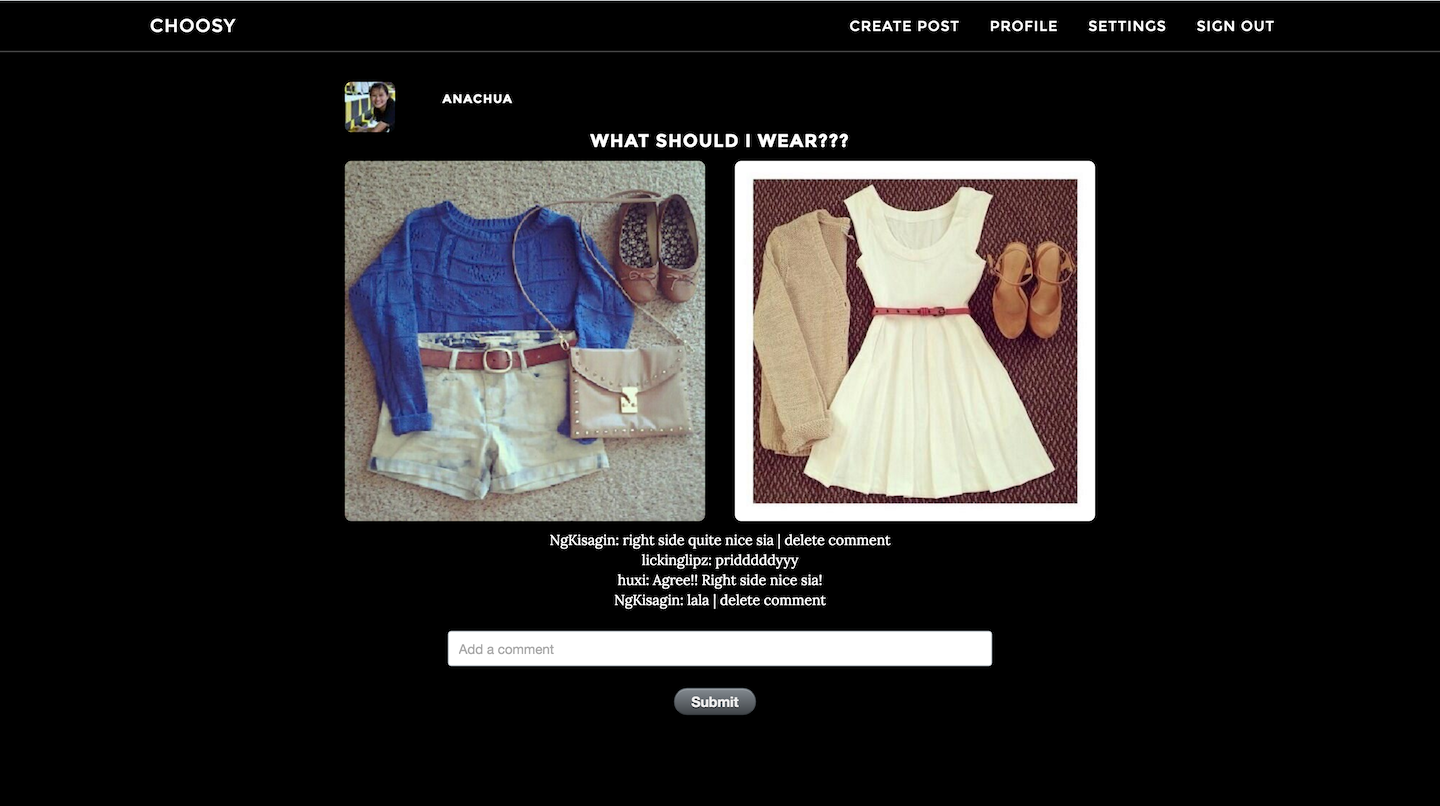 CHOOSY
CREATE POST PROFILE SETTINGS SIGN OUT
ANACHUA
WHAT SHOULD I WEAR???
NgKisagin: right side quite nice sia | delete comment
lickinglipz: pridddddyyy
huxi: Agree!! Right side nice sia!
NgKisagin: lala | delete comment
Add a comment
Submit